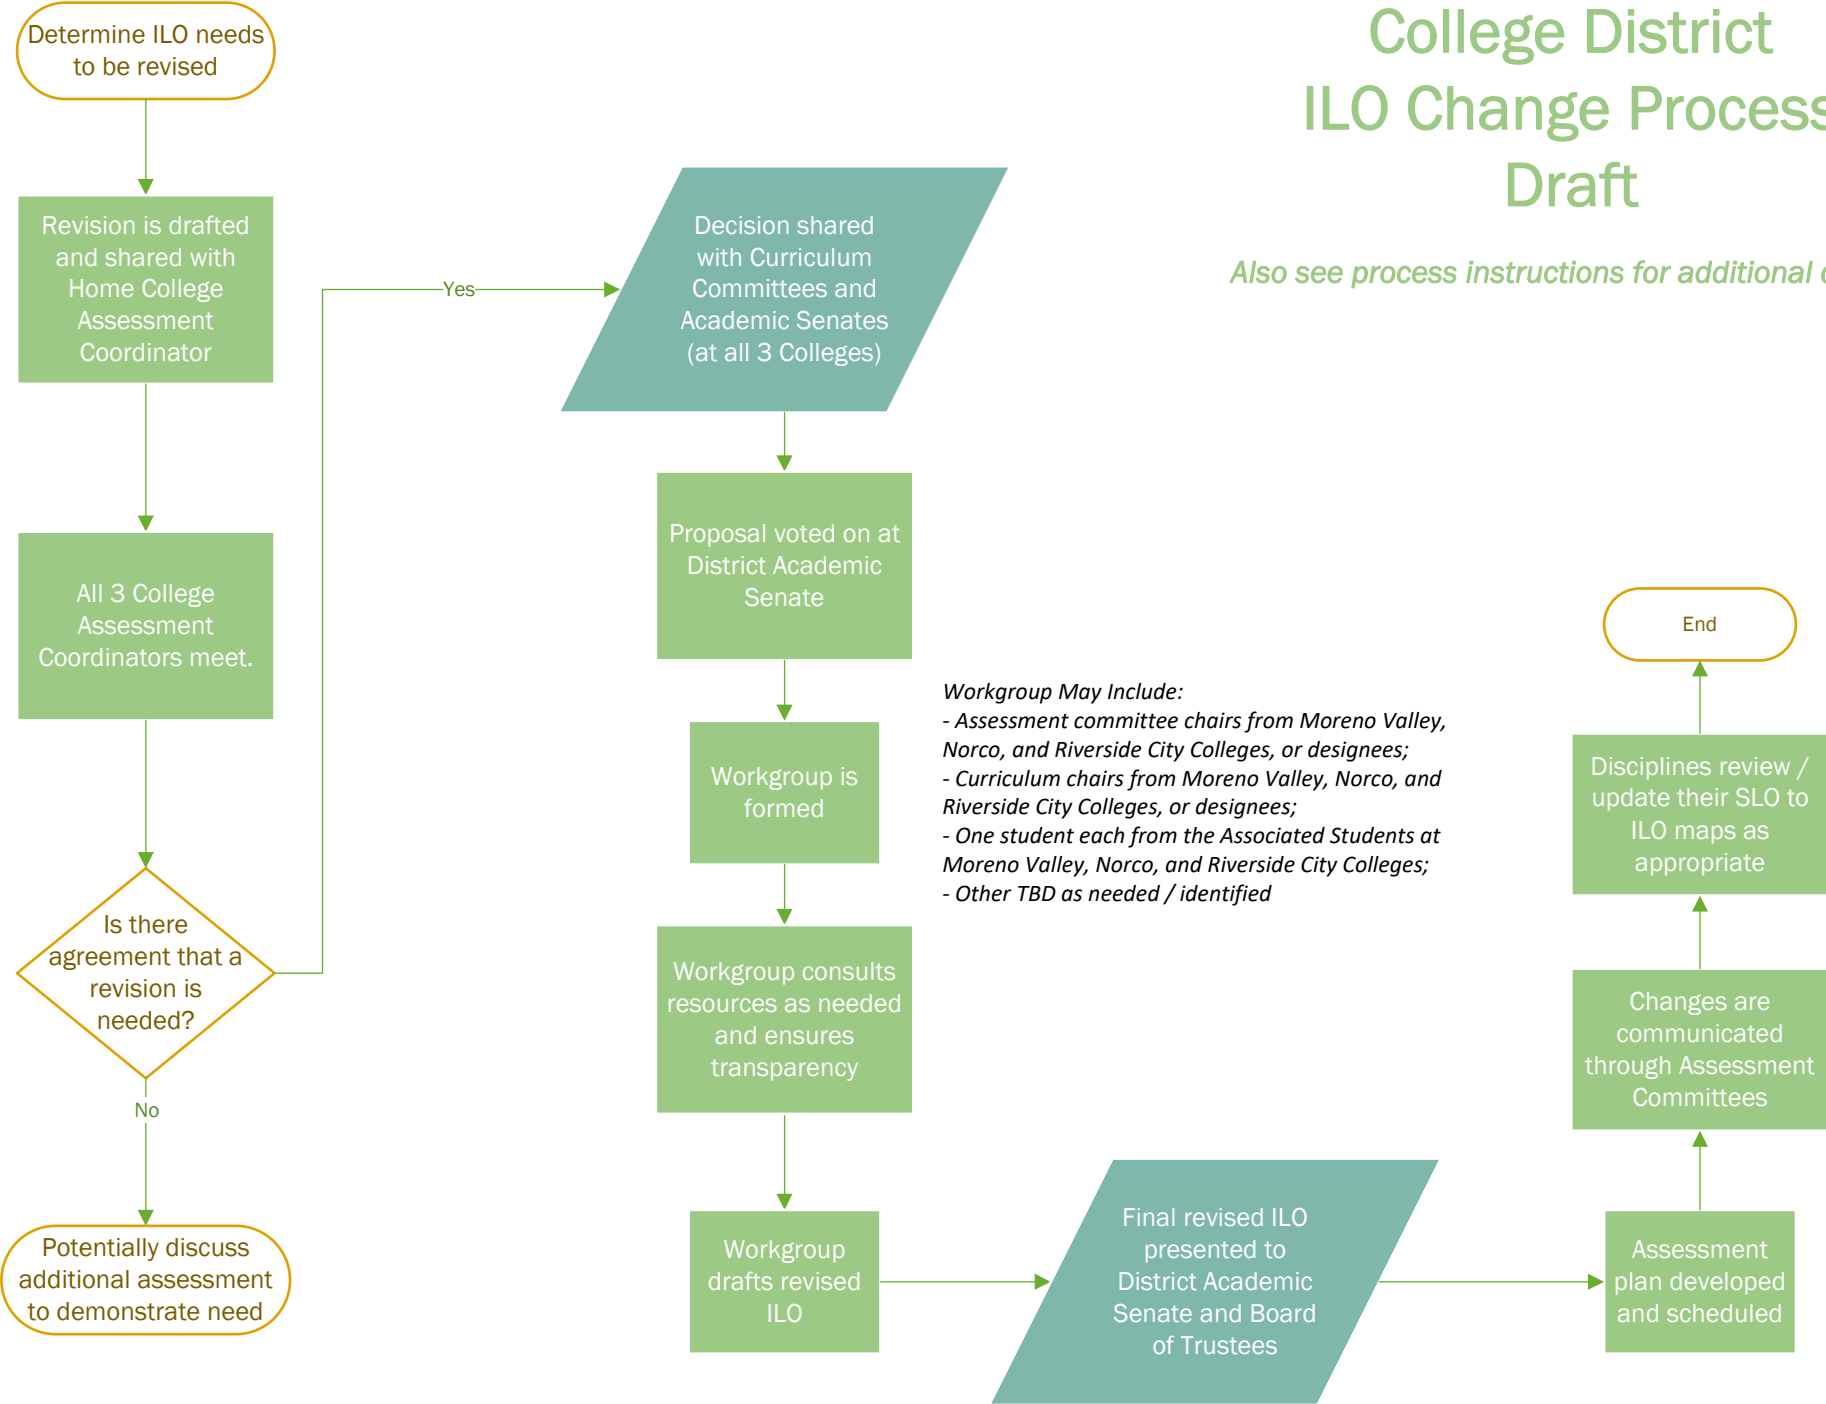 College District
ILO Change Process
Draft
Also see process instructions for additional
Determine ILO needs
to be revised
Revision is drafted
and shared with
Home College
Assessment
Coordinator
All 3 College
Assessment
Coordinators meet.
Is there
agreement that a
revision is
needed?
No
Potentially discuss
additional assessment
to demonstrate need
Yes
Decision shared
with Curriculum
Committees and
Academic Senates
(at all 3 Colleges)
Proposal voted on at
District Academic
Senate
Workgroup is
formed
Workgroup May Include:
- Assessment committee chairs from Moreno Valley,
Norco, and Riverside City Colleges, or designees;
- Curriculum chairs from Moreno Valley, Norco, and
Riverside City Colleges, or designees;
- One student each from the Associated Students at
Moreno Valley, Norco, and Riverside City Colleges;
- Other TBD as needed / identified
Workgroup consults
resources as needed
and ensures
transparency
Workgroup
drafts revised
ILO
Final revised ILO
presented to
District Academic
Senate and Board
of Trustees
Assessment
plan developed
and scheduled
Changes are
communicated
through Assessment
Committees
Disciplines review /
update their SLO to
ILO maps as
appropriate
End